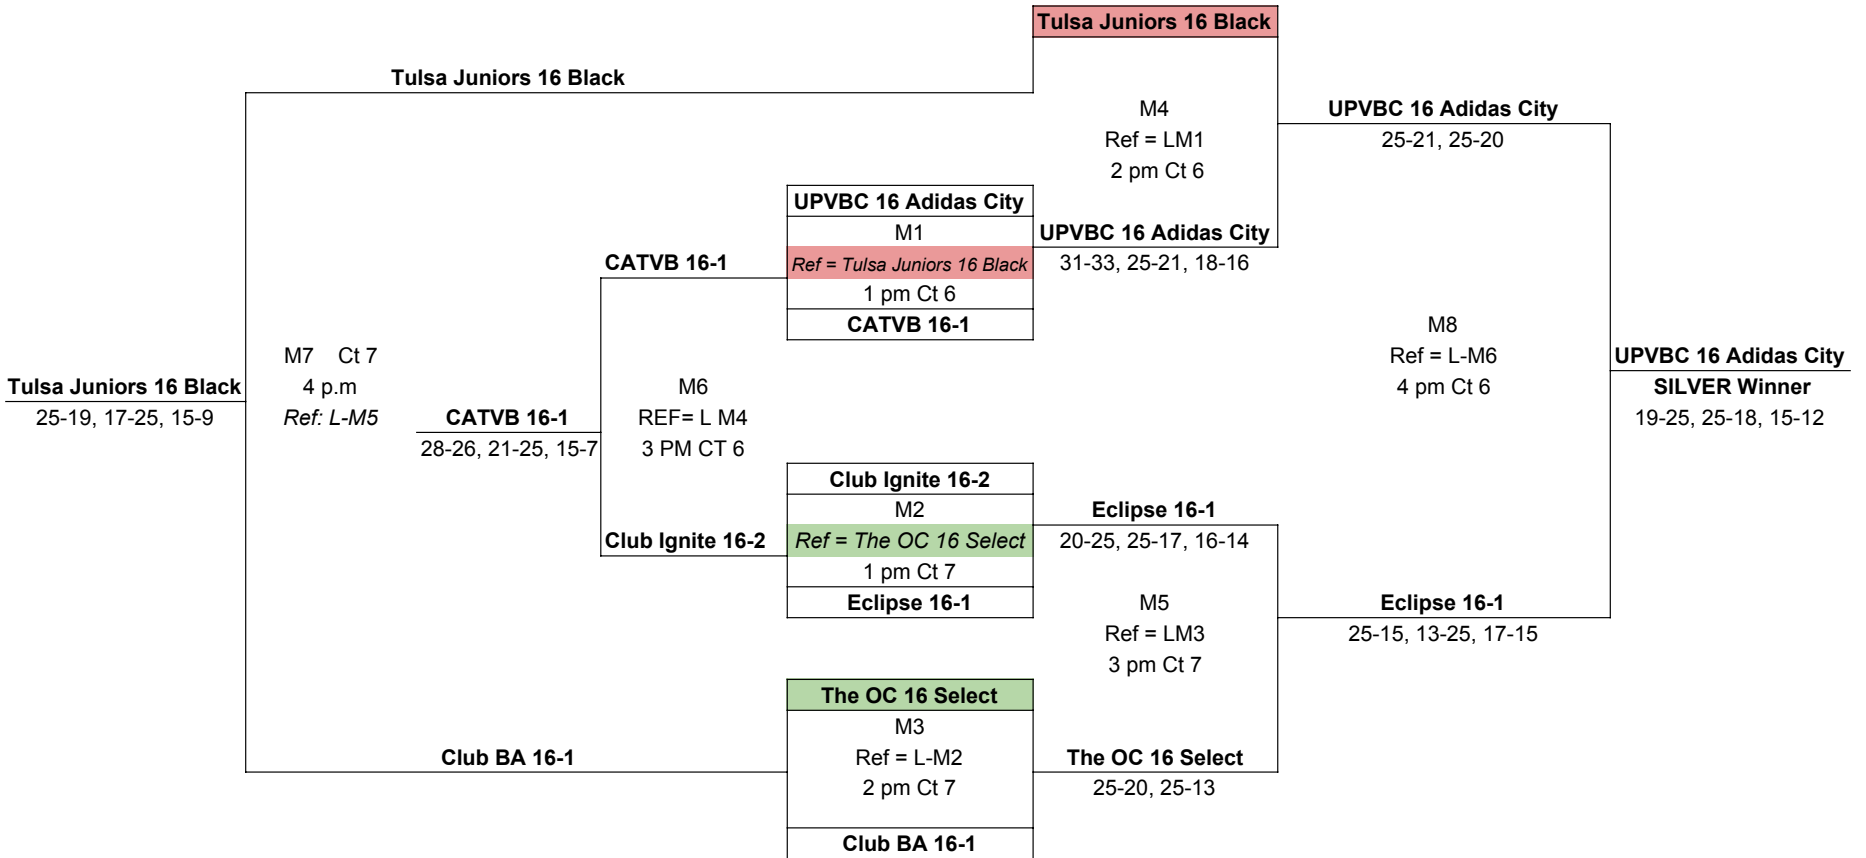 Tulsa Juniors 16 Black
Tulsa Juniors 16 Black
M4
Ref = LM1
2 pm Ct 6
UPVBC 16 Adidas City
25-21, 25-20
UPVBC 16 Adidas City
M1
Ref = Tulsa Juniors 16 Black
1 pm Ct 6
CATVB 16-1
UPVBC 16 Adidas City
31-33, 25-21, 18-16
CATVB 16-1
M7 Ct 7
4 p.m
Ref: L-M5
Tulsa Juniors 16 Black
25-19, 17-25, 15-9
CATVB 16-1
28-26, 21-25, 15-7
M6
REF= L M4
3 PM CT 6
M8
Ref = L-M6
4 pm Ct 6
UPVBC 16 Adidas City
SILVER Winner
19-25, 25-18, 15-12
Club Ignite 16-2
Club Ignite 16-2
M2
Ref = The OC 16 Select
1 pm Ct 7
Eclipse 16-1
Eclipse 16-1
20-25, 25-17, 16-14
M5
Ref = LM3
3 pm Ct 7
Eclipse 16-1
25-15, 13-25, 17-15
The OC 16 Select
M3
Ref = L-M2
2 pm Ct 7
Club BA 16-1
Club BA 16-1
The OC 16 Select
25-20, 25-13